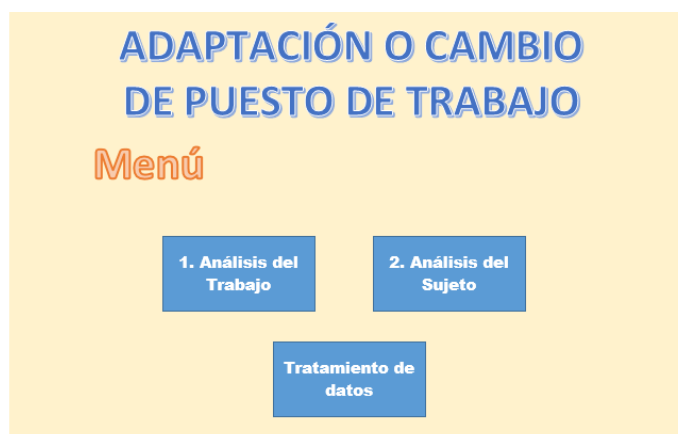 ADAPTACIÓN O CAMBIO
DE PUESTO DE TRABAJO
Menú
1. Análisis del
Trabajo
2. Análisis del
Sujeto
Tratamiento de
datos